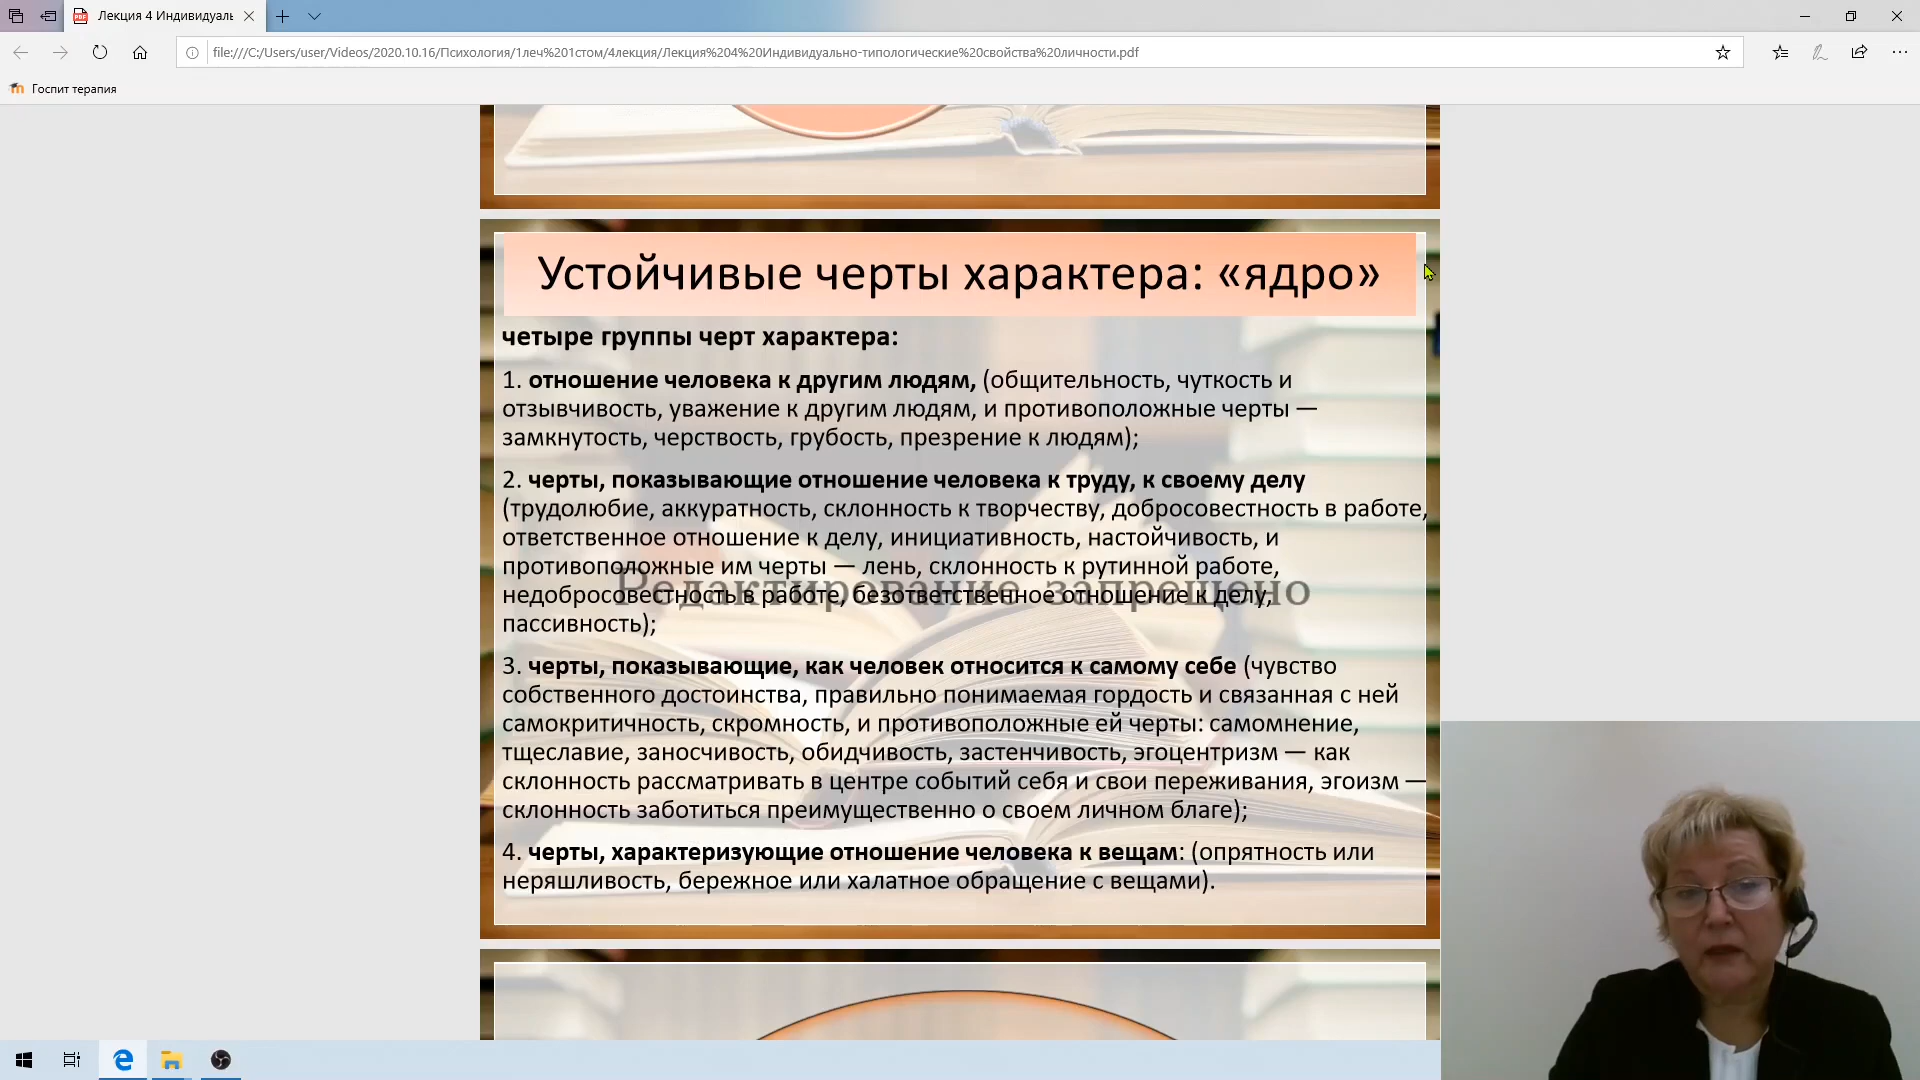 Лекция 4 Индивидуаль
file:///C:/Users/user/Videos/2020.10.16/Психология/1леч%201стом/4лекция/Лекция%204%20Индивидуально-типологические%20свойства%20личности.pdf
Госпит терапия
Устойчивые черты характера: «ядро»
четыре группы черт характера:
1. отношение человека к другим людям, (общительность, чуткость и
отзывчивость, уважение к другим людям, и противоположные черты —
замкнутость, черствость, грубость, презрение к людям);
2. черты, показывающие отношение человека к труду, к своему делу
(трудолюбие, аккуратность, склонность к творчеству, добросовестность в работе,
ответственное отношение к делу, инициативность, настойчивость, и
противоположные им черты — лень, склонность к рутинной работе,
недобросовестность в работе, безответственное отношение к делу,
пассивность);
Редактирование запрещено
3. черты, показывающие, как человек относится к самому себе (чувство
собственного достоинства, правильно понимаемая гордость и связанная с ней
самокритичность, скромность, и противоположные ей черты: самомнение,
тщеславие, заносчивость, обидчивость, застенчивость, эгоцентризм — как
склонность рассматривать в центре событий себя и свои переживания, эгоизм —
склонность заботиться преимущественно о своем личном благе);
4. черты, характеризующие отношение человека к вещам: (опрятность или
неряшливость, бережное или халатное обращение с вещами).